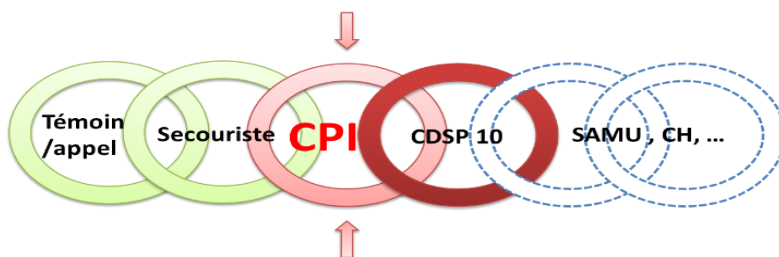 Témoin
/appel
Secouriste
CPI
CDSP 10
SAMU , CH, ...